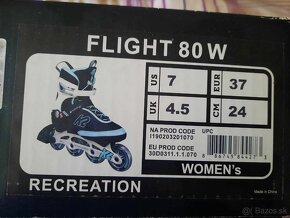 FLIGHT 80 W
US 7 EUR 37
UK 4.5 CM 24
NA PROD CODE UPC
I190203201070
EU PROD CODE
30D0311.1.1.070
RECREATION WOMEN's
Made in China
bazos.sk